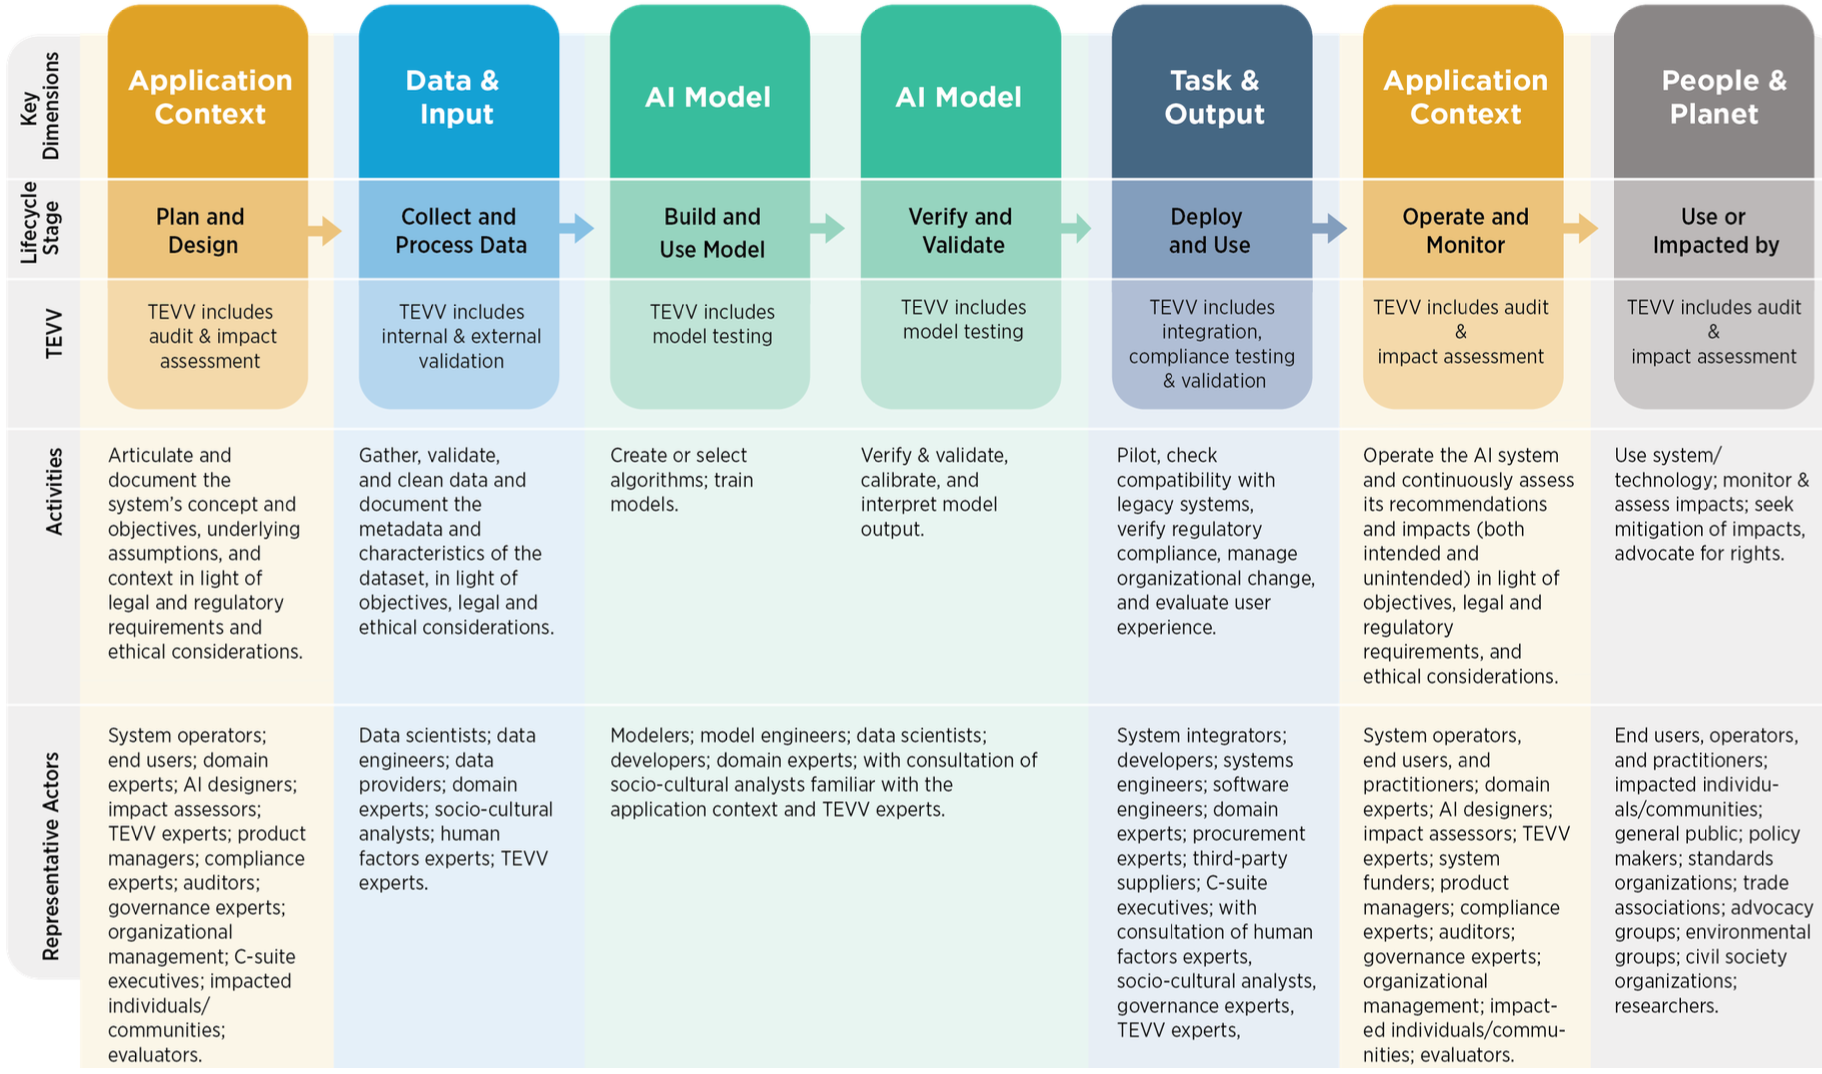 Key
Dimensions
Application
Context
Data &
Input
AI Model
AI Model
Task &
Output
Application
Context
People &
Planet
Lifecycle
Stage
Plan and
Design
Collect and
Process Data
Build and
Use Model
Verify and
Validate
Deploy
and Use
Operate and
Monitor
Use or
Impacted by
TEVV
TEVV includes
audit & impact
assessment
TEVV includes
internal & external
validation
TEVV includes
model testing
TEVV includes
model testing
TEVV includes
integration,
compliance testing
& validation
TEVV includes audit
&
impact assessment
TEVV includes audit
&
impact assessment
Activities
Articulate and
document the
system's concept and
objectives, underlying
assumptions, and
context in light of
legal and regulatory
requirements and
ethical considerations.
Gather, validate,
and clean data and
document the
metadata and
characteristics of the
dataset, in light of
objectives, legal and
ethical considerations.
Create or select
algorithms; train
models.
Verify & validate,
calibrate, and
interpret model
output.
Pilot, check
compatibility with
legacy systems,
verify regulatory
compliance, manage
organizational change,
and evaluate user
experience.
Operate the AI system
and continuously assess
its recommendations
and impacts (both
intended and
unintended) in light of
objectives, legal and
regulatory
requirements, and
ethical considerations.
Use system/
technology; monitor &
assess impacts; seek
mitigation of impacts,
advocate for rights.
Representative Actors
System operators;
end users; domain
experts; AI designers;
impact assessors;
TEVV experts; product
managers; compliance
experts; auditors;
governance experts;
organizational
management; C-suite
executives; impacted
individuals/
communities;
evaluators.
Data scientists; data
engineers; data
providers; domain
experts; socio-cultural
analysts; human
factors experts; TEVV
experts.
Modelers; model engineers; data scientists;
developers; domain experts; with consultation of
socio-cultural analysts familiar with the
application context and TEVV experts.
System integrators;
developers; systems
engineers; software
engineers; domain
experts; procurement
experts; third-party
suppliers; C-suite
executives; with
consultation of human
factors experts,
socio-cultural analysts,
governance experts,
TEVV experts,
System operators,
end users, and
practitioners; domain
experts; AI designers;
impact assessors; TEVV
experts; system
funders; product
managers; compliance
experts; auditors;
governance experts;
organizational
management; impact-
ed individuals/commu-
nities; evaluators.
End users, operators,
and practitioners;
impacted individu-
als/communities;
general public; policy
makers; standards
organizations; trade
associations; advocacy
groups; environmental
groups; civil society
organizations;
researchers.